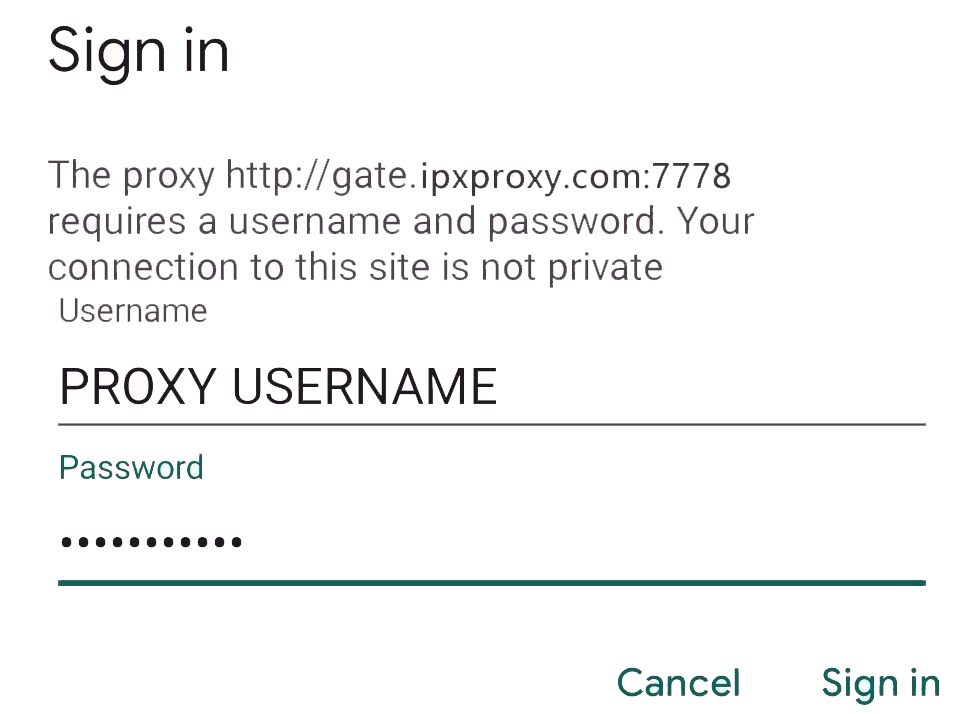 Sign in
The proxy http://gate.ipxproxy.com:7778
requires a username and password. Your
connection to this site is not private
Username
PROXY USERNAME
Password
•••••••••••
Cancel Sign in